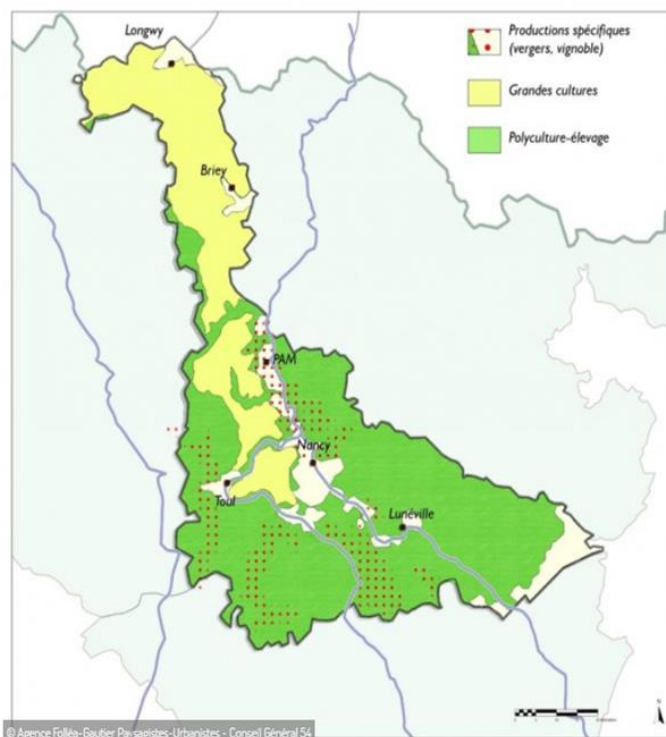 Longwy
Productions spécifiques
(vergers, vignoble)
Grandes cultures
Polyculture-élevage
Briey
PAM
Nancy
Toul
Lunéville
N
© Agence Folléa-Gautier Paysagistes-Urbanistes - Conseil Général 54